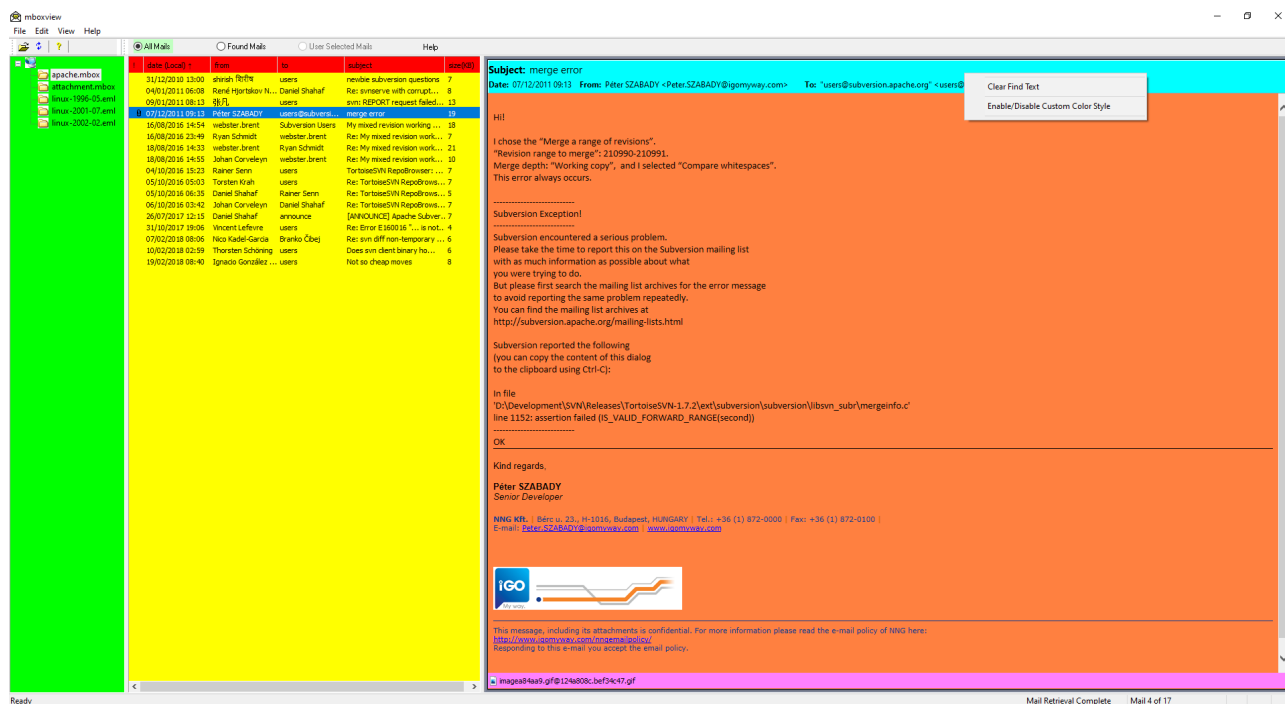 mboxview
File Edit View Help
? All Mails Found Mails User Selected Mails Help
apache.mbox
attachment.mbox
linux-1996-05.eml
linux-2001-07.eml
linux-2002-02.eml
! date (Local) from to subject size(KB)
31/12/2010 13:00 shirish शिरीष users newbie subversion questions 7
04/01/2011 06:08 René Hjortskov N... Daniel Shahaf Re: svnserve with corrupt... 8
09/01/2011 08:13 张凡 users svn: REPORT request failed... 13
07/12/2011 09:13 Péter SZABADY users@subversi... merge error 19
16/08/2016 14:54 webster.brent Subversion Users My mixed revision working ... 18
16/08/2016 23:49 Ryan Schmidt webster.brent Re: My mixed revision work... 7
18/08/2016 14:33 webster.brent Ryan Schmidt Re: My mixed revision work... 21
18/08/2016 14:55 Johan Corveleyn webster.brent Re: My mixed revision work... 10
04/10/2016 15:23 Rainer Senn users TortoiseSVN RepoBrowser: ... 7
05/10/2016 05:03 Torsten Krah users Re: TortoiseSVN RepoBrows... 7
05/10/2016 06:35 Daniel Shahaf Rainer Senn Re: TortoiseSVN RepoBrows... 5
06/10/2016 03:42 Johan Corveleyn Daniel Shahaf Re: TortoiseSVN RepoBrows... 7
26/07/2017 12:15 Daniel Shahaf announce [ANNOUNCE] Apache Subver... 7
31/10/2017 19:06 Vincent Lefevre users Re: Error E160016 "... is not... 4
07/02/2018 08:06 Nico Kadel-Garcia Branko Čibej Re: svn diff non-temporary ... 6
10/02/2018 02:59 Thorsten Schöning users Does svn client binary ho... 6
19/02/2018 08:40 Ignacio González ... users Not so cheap moves 8
Subject: merge error
Date: 07/12/2011 09:13 From: Péter SZABADY <Peter.SZABADY@igomyway.com> To: "users@subversion.apache.org" <users@
Clear Find Text
Enable/Disable Custom Color Style
Hi!
I chose the “Merge a range of revisions”.
“Revision range to merge”: 210990-210991.
Merge depth: “Working copy”, and I selected “Compare whitespaces”.
This error always occurs.
---------------------------
Subversion Exception!
---------------------------
Subversion encountered a serious problem.
Please take the time to report this on the Subversion mailing list
with as much information as possible about what
you were trying to do.
But please first search the mailing list archives for the error message
to avoid reporting the same problem repeatedly.
You can find the mailing list archives at
http://subversion.apache.org/mailing-lists.html
Subversion reported the following
(you can copy the content of this dialog
to the clipboard using Ctrl-C):
In file
'D:\Development\SVN\Releases\TortoiseSVN-1.7.2\ext\subversion\subversion\libsvn_subr\mergeinfo.c'
line 1152: assertion failed (IS_VALID_FORWARD_RANGE(second))
---------------------------
OK
Kind regards,
Péter SZABADY
Senior Developer
NNG Kft. | Bérc u. 23., H-1016, Budapest, HUNGARY | Tel.: +36 (1) 872-0000 | Fax: +36 (1) 872-0100 |
E-mail: Peter.SZABADY@igomyway.com | www.igomyway.com
iGO
My way.
This message, including its attachments is confidential. For more information please read the e-mail policy of NNG here:
http://www.igomyway.com/nngemailpolicy/
Responding to this e-mail you accept the email policy.
imagea84aa9.gif@124a808c.bef34c47.gif
Ready Mail Retrieval Complete Mail 4 of 17